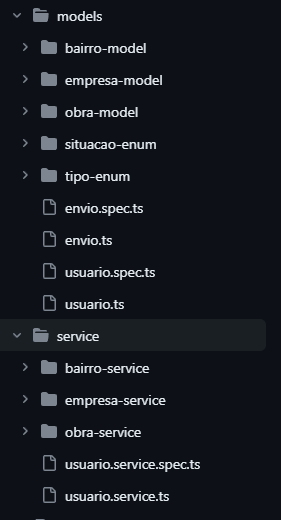 models
bairro-model
empresa-model
obra-model
situacao-enum
tipo-enum
envio.spec.ts
envio.ts
usuario.spec.ts
usuario.ts
service
bairro-service
empresa-service
obra-service
usuario.service.spec.ts
usuario.service.ts